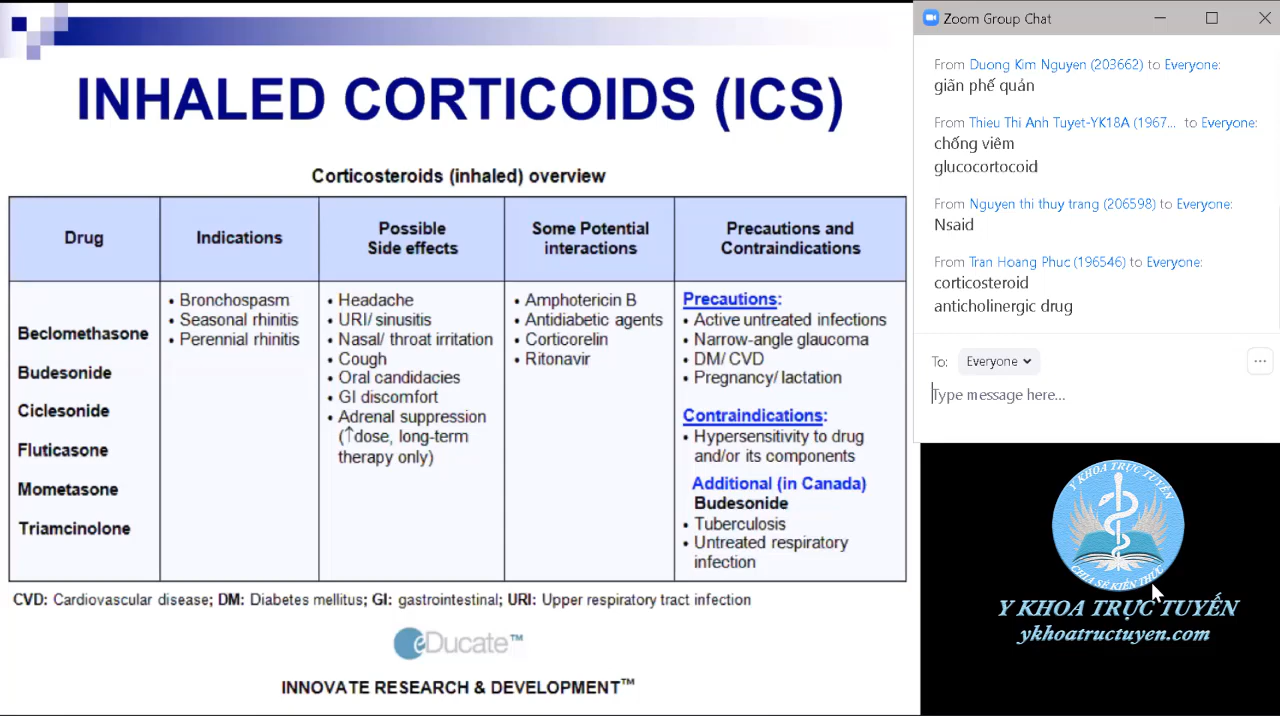 INHALED CORTICOIDS (ICS)
Corticosteroids (inhaled) overview
Drug
Indications
Possible
Side effects
Some Potential
interactions
Precautions and
Contraindications
Beclomethasone
Budesonide
Ciclesonide
Fluticasone
Mometasone
Triamcinolone
• Bronchospasm
• Seasonal rhinitis
• Perennial rhinitis
• Headache
• URI/ sinusitis
• Nasal/ throat irritation
• Cough
• Oral candidacies
• GI discomfort
• Adrenal suppression
(↑dose, long-term
therapy only)
• Amphotericin B
• Antidiabetic agents
• Corticorelin
• Ritonavir
Precautions:
• Active untreated infections
• Narrow-angle glaucoma
• DM/ CVD
• Pregnancy/ lactation
Contraindications:
• Hypersensitivity to drug
and/or its components
Additional (in Canada)
Budesonide
• Tuberculosis
• Untreated respiratory
infection
CVD: Cardiovascular disease; DM: Diabetes mellitus; GI: gastrointestinal; URI: Upper respiratory tract infection
eDucate™
INNOVATE RESEARCH & DEVELOPMENT™
Zoom Group Chat
From Duong Kim Nguyen (203662) to Everyone:
giãn phế quản
From Thieu Thi Anh Tuyet-YK18A (1967... to Everyone:
chống viêm
glucocortocoid
From Nguyen thi thuy trang (206598) to Everyone:
Nsaid
From Tran Hoang Phuc (196546) to Everyone:
corticosteroid
anticholinergic drug
To: Everyone
Type message here...
Y KHOA TRỰC TUYẾN
CHIA SẺ KIẾN THỨC
Y KHOA TRỰC TUYẾN
ykhoatructuyen.com